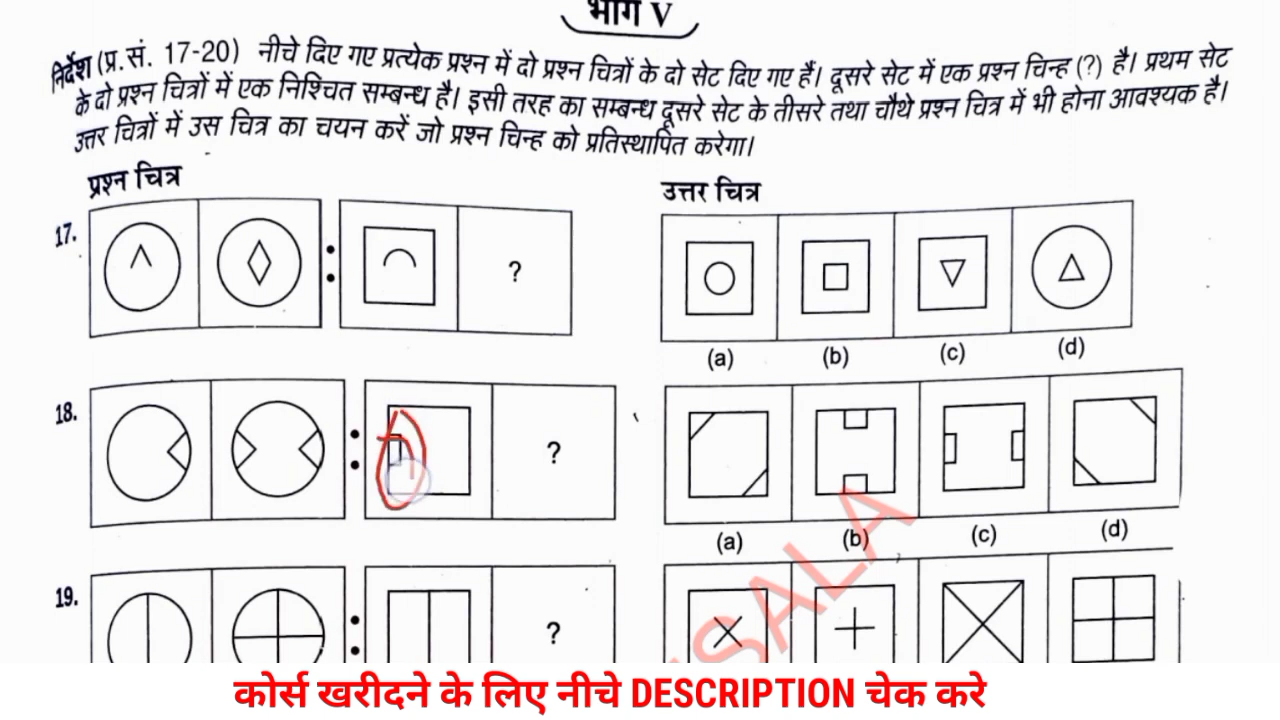 भाग V
निर्देश (प्र.सं. 17-20) नीचे दिए गए प्रत्येक प्रश्न में दो प्रश्न चित्रों के दो सेट दिए गए हैं। दूसरे सेट में एक प्रश्न चिन्ह (?) है। प्रथम सेट
के दो प्रश्न चित्रों में एक निश्चित सम्बन्ध है। इसी तरह का सम्बन्ध दूसरे सेट के तीसरे तथा चौथे प्रश्न चित्र में भी होना आवश्यक है।
उत्तर चित्रों में उस चित्र का चयन करें जो प्रश्न चिन्ह को प्रतिस्थापित करेगा।
प्रश्न चित्र
उत्तर चित्र
17.
:
?
(a) (b) (c) (d)
18.
:
?
(a) (b) (c) (d)
19.
:
?
SALA
कोर्स खरीदने के लिए नीचे DESCRIPTION चेक करे